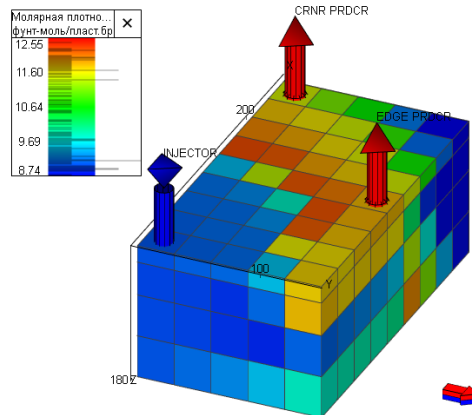 Молярная плотно...
фунт-моль/пласт.бр
12.55
11.60
10.64
9.69
8.74
CRNR PRDCR
X
200
EDGE PRDCR
INJECTOR
100
Y
180Z